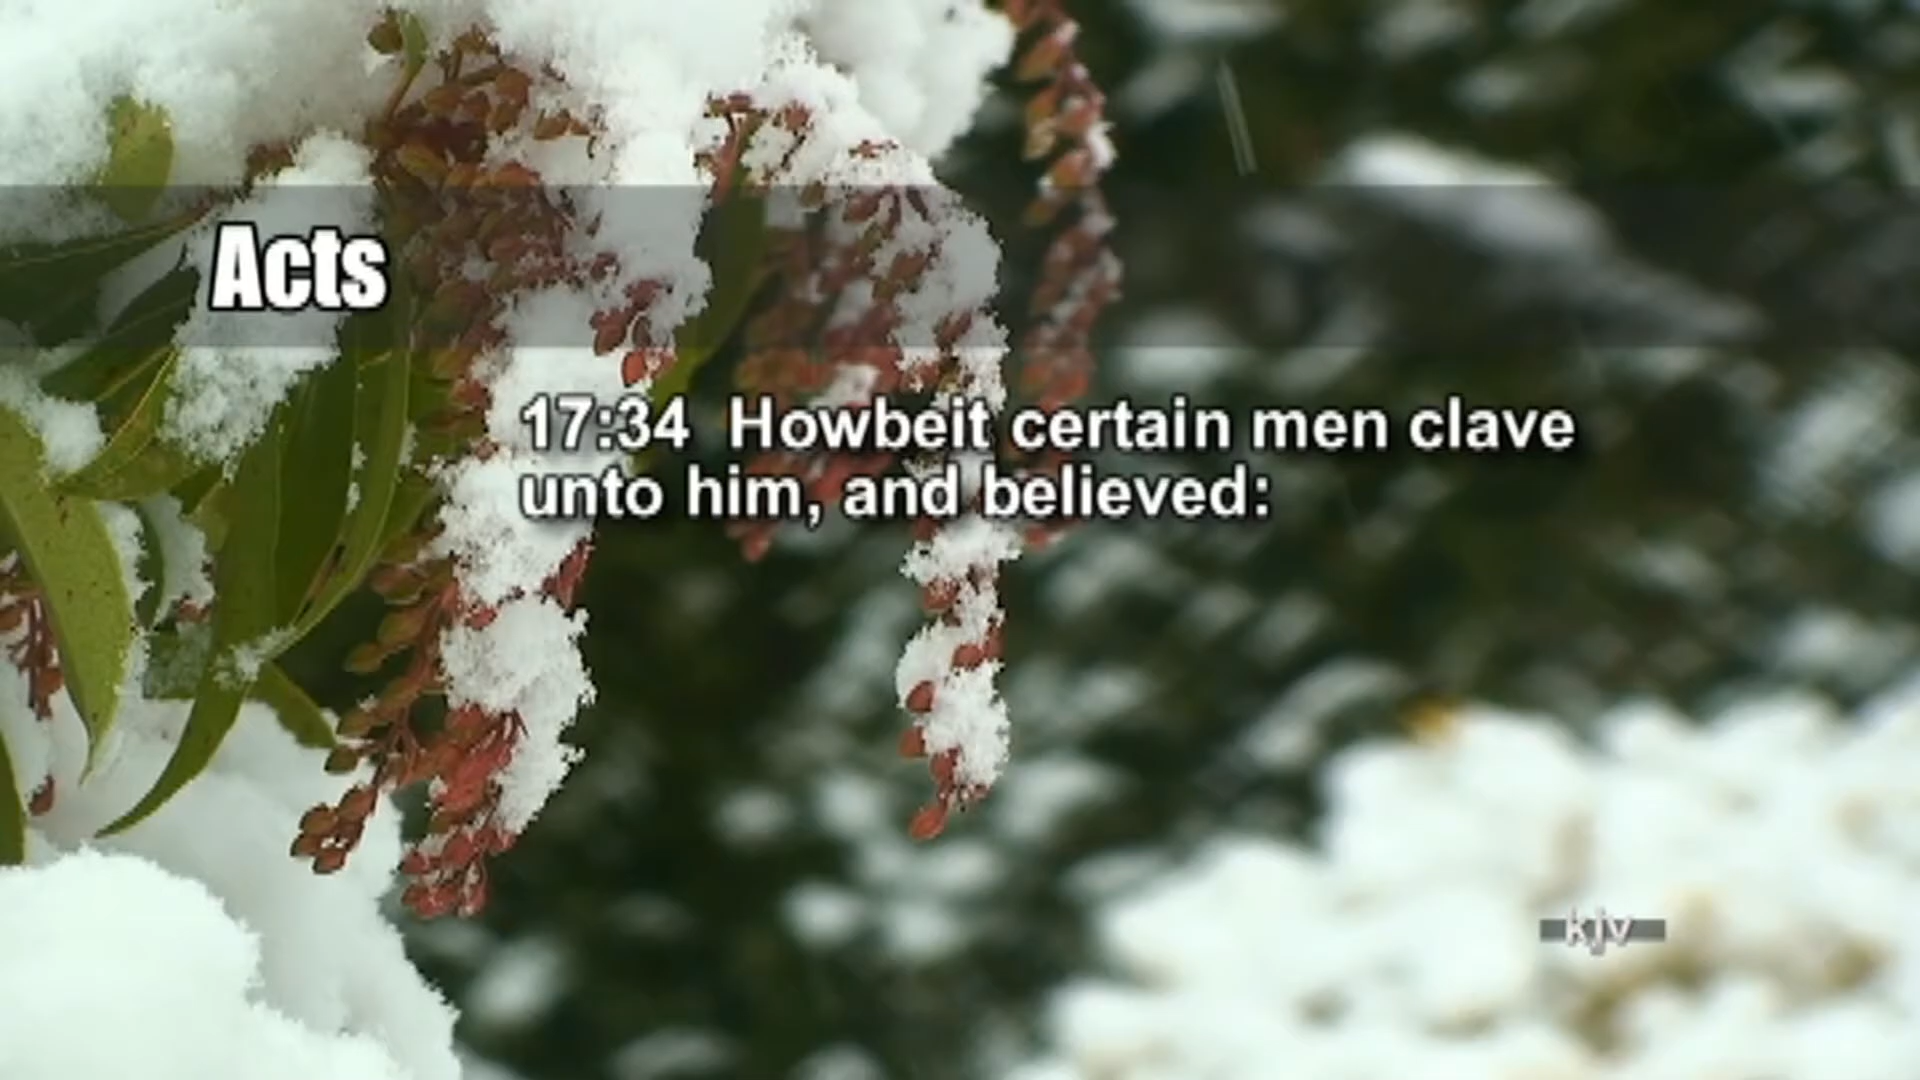 Acts
17:34 Howbeit certain men clave
unto him, and believed:
kjv